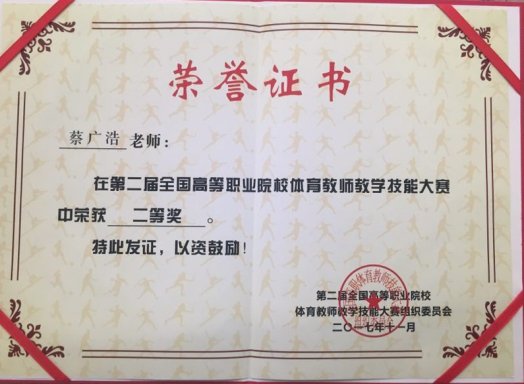 荣誉证书
蔡广浩 老师：
在第二届全国高等职业院校体育教师教学技能大赛
中荣获 二等奖 。
特此发证，以资鼓励！
第二届全国高等职业院校
体育教师教学技能大赛组织委员会
二〇一七年十一月